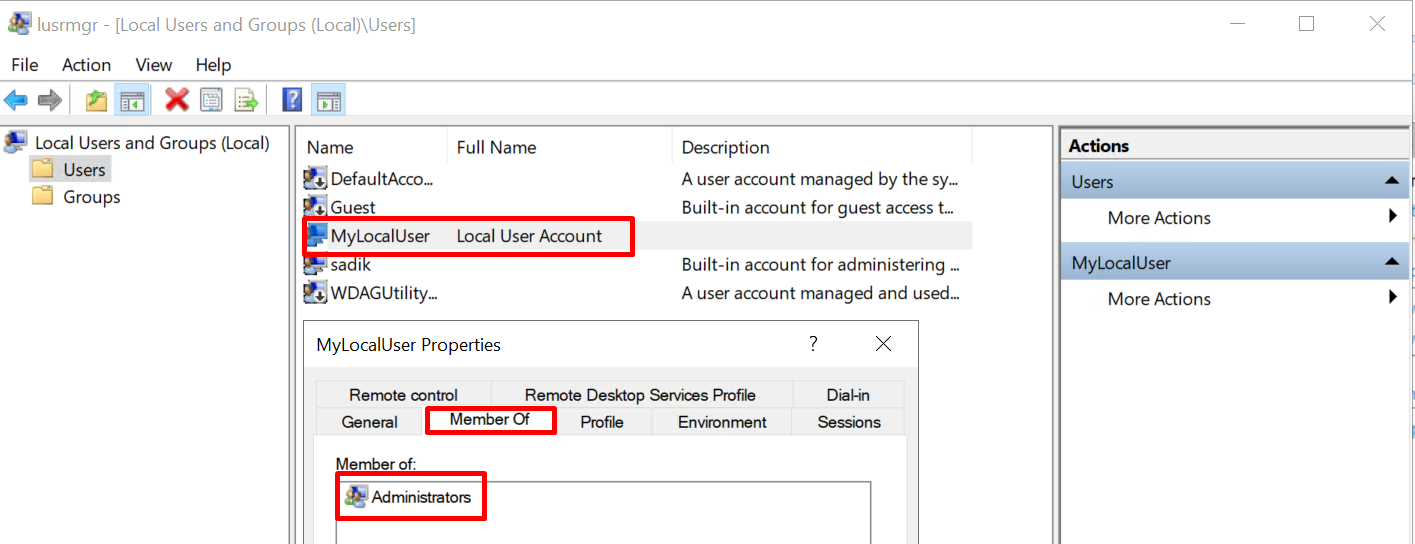 lusrmgr - [Local Users and Groups (Local)\Users]
File Action View Help
Local Users and Groups (Local)
Users
Groups
Name Full Name Description
DefaultAcco... A user account managed by the sy...
Guest Built-in account for guest access t...
MyLocalUser Local User Account
sadik Built-in account for administering ...
WDAGUtility... A user account managed and used...
Actions
Users
More Actions
MyLocalUser
More Actions
MyLocalUser Properties ?
Remote control Remote Desktop Services Profile Dial-in
General Member Of Profile Environment Sessions
Member of:
Administrators